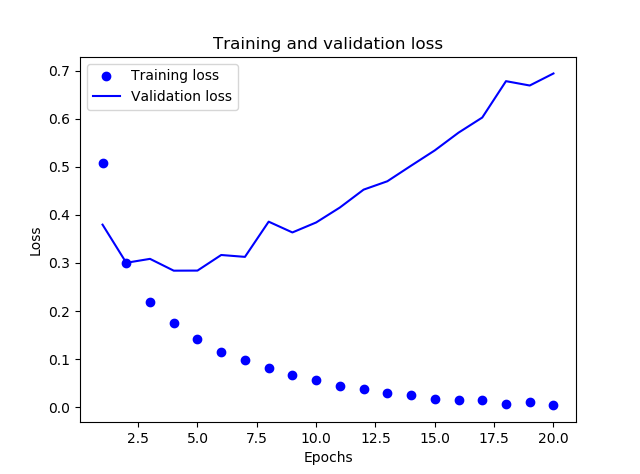 Training and validation loss
Training loss
Validation loss
Loss
0.7
0.6
0.5
0.4
0.3
0.2
0.1
0.0
2.5 5.0 7.5 10.0 12.5 15.0 17.5 20.0
Epochs